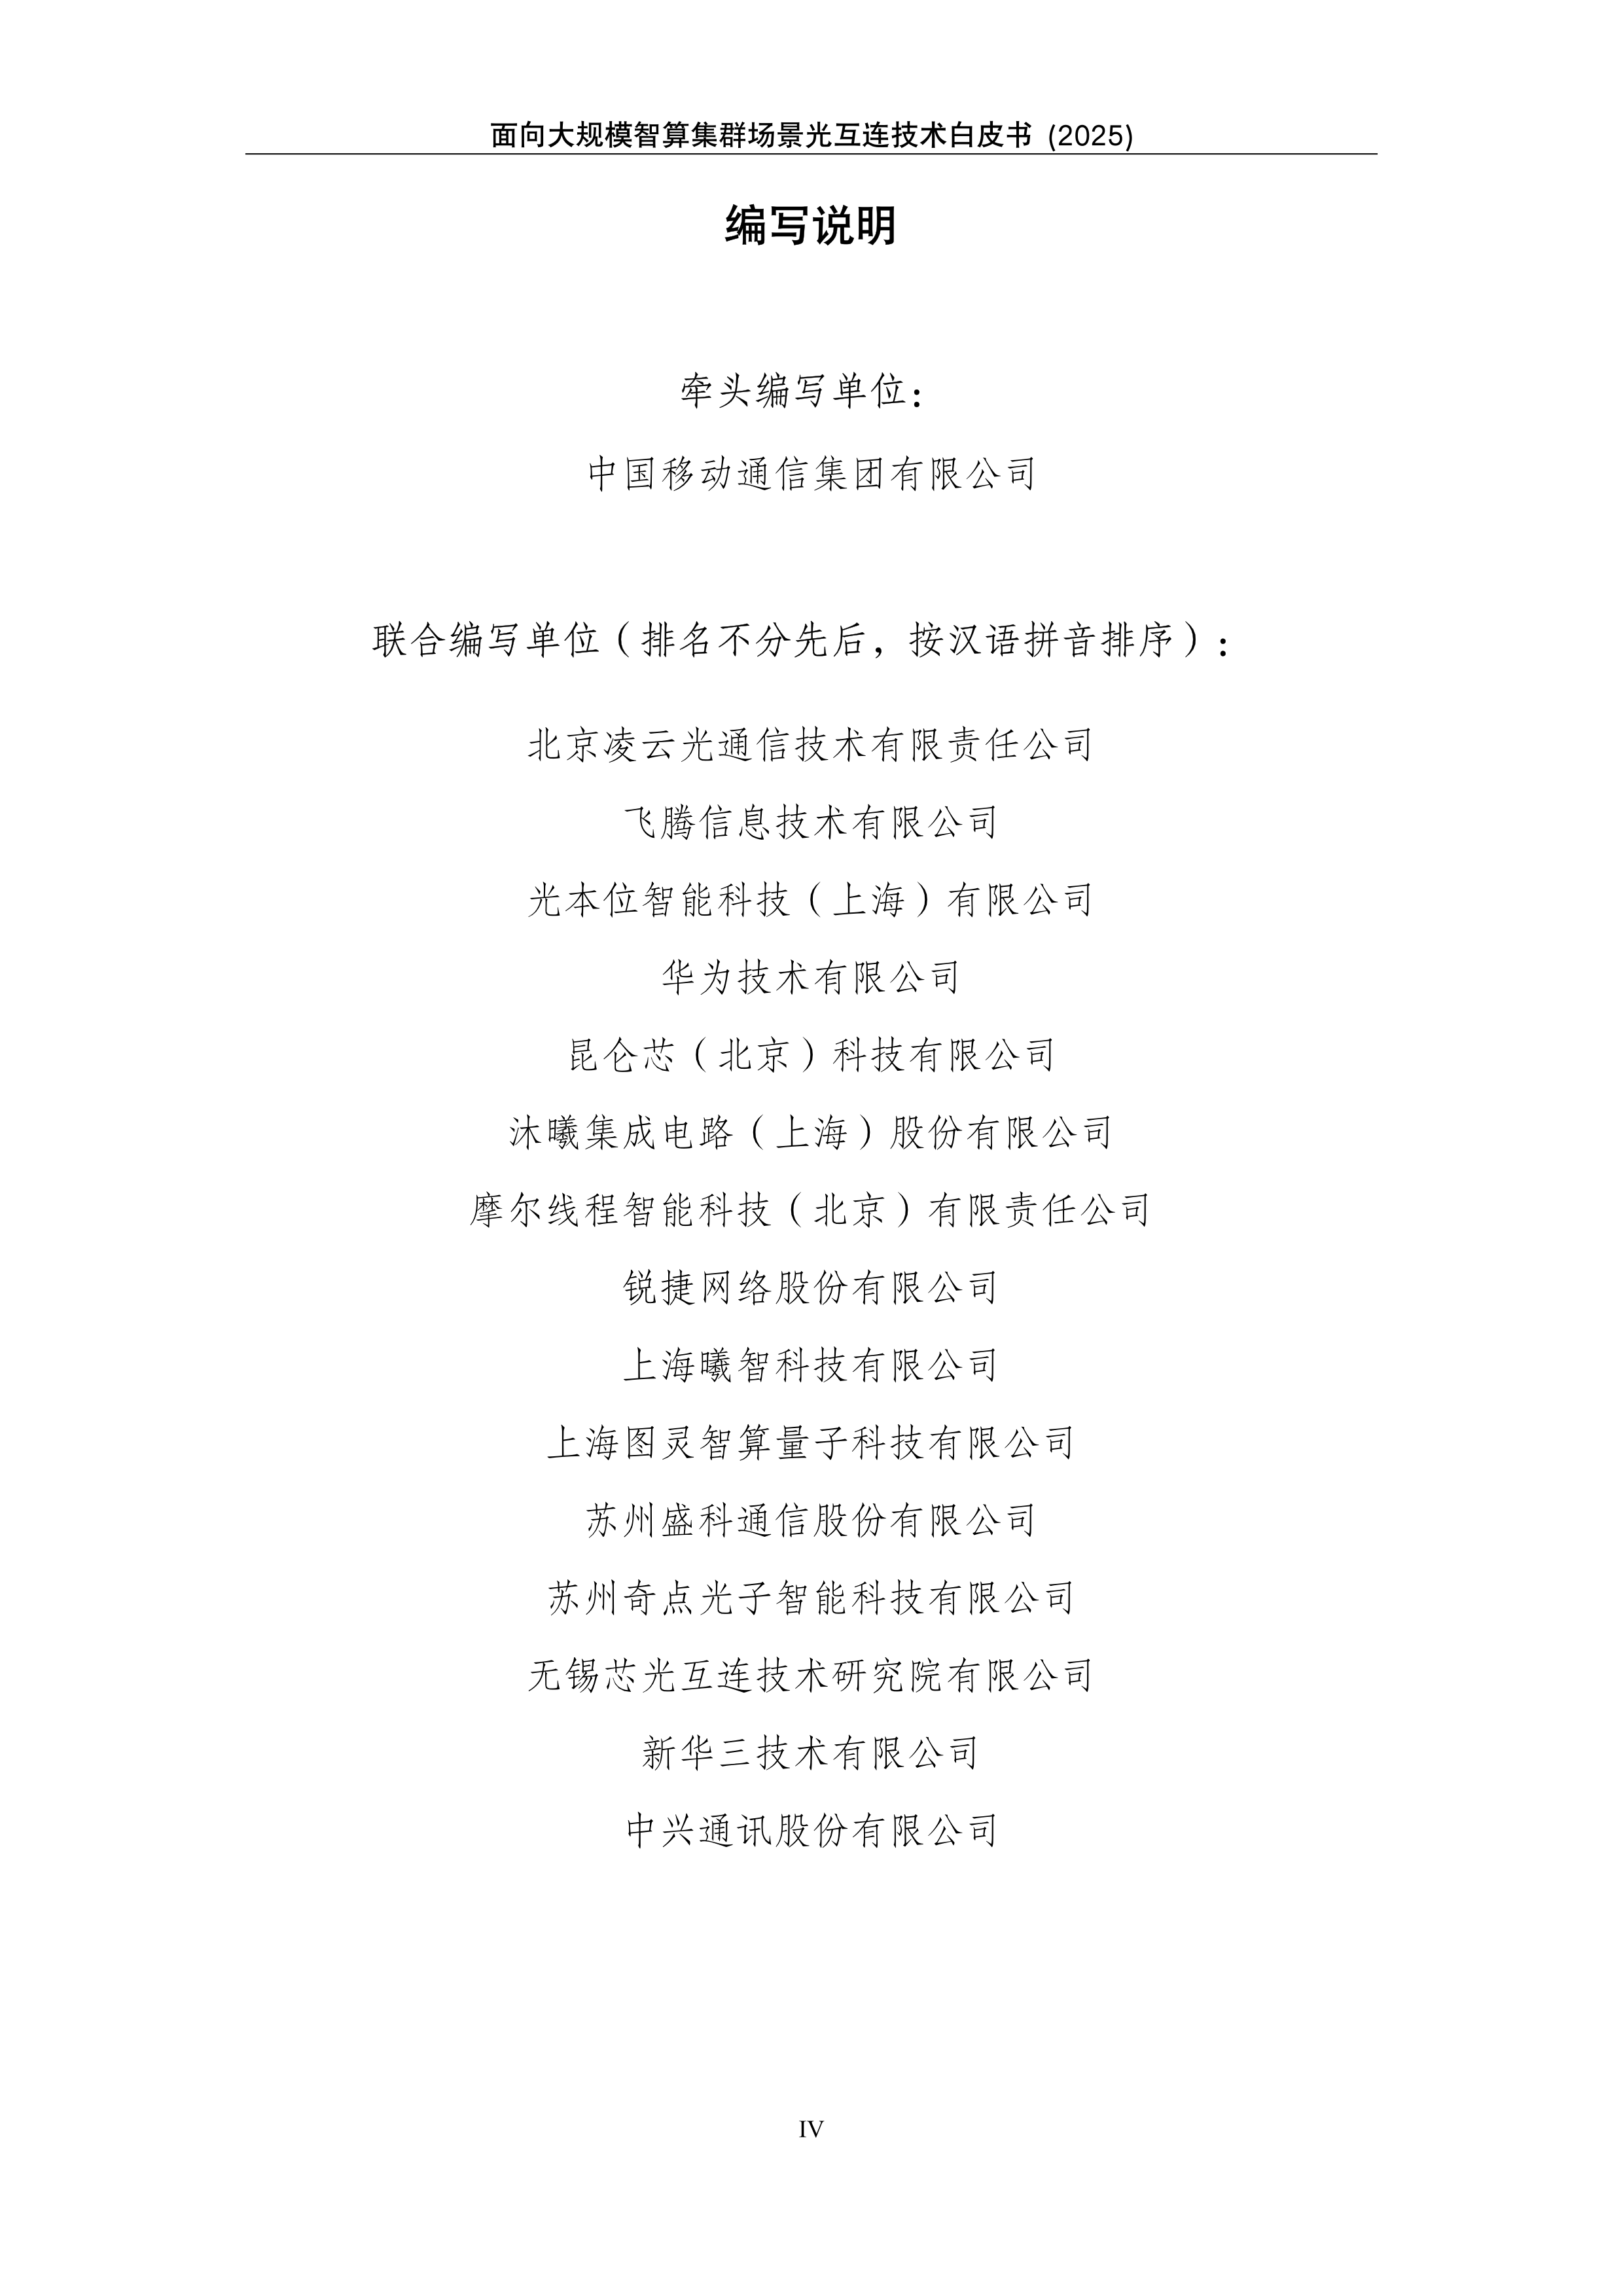 面向大规模智算集群场景光互连技术白皮书 (2025)
编写说明
牵头编写单位：
中国移动通信集团有限公司
联合编写单位（排名不分先后，按汉语拼音排序）：
北京凌云光通信技术有限责任公司
飞腾信息技术有限公司
光本位智能科技（上海）有限公司
华为技术有限公司
昆仑芯（北京）科技有限公司
沐曦集成电路（上海）股份有限公司
摩尔线程智能科技（北京）有限责任公司
锐捷网络股份有限公司
上海曦智科技有限公司
上海图灵智算量子科技有限公司
苏州盛科通信股份有限公司
苏州奇点光子智能科技有限公司
无锡芯光互连技术研究院有限公司
新华三技术有限公司
中兴通讯股份有限公司
IV